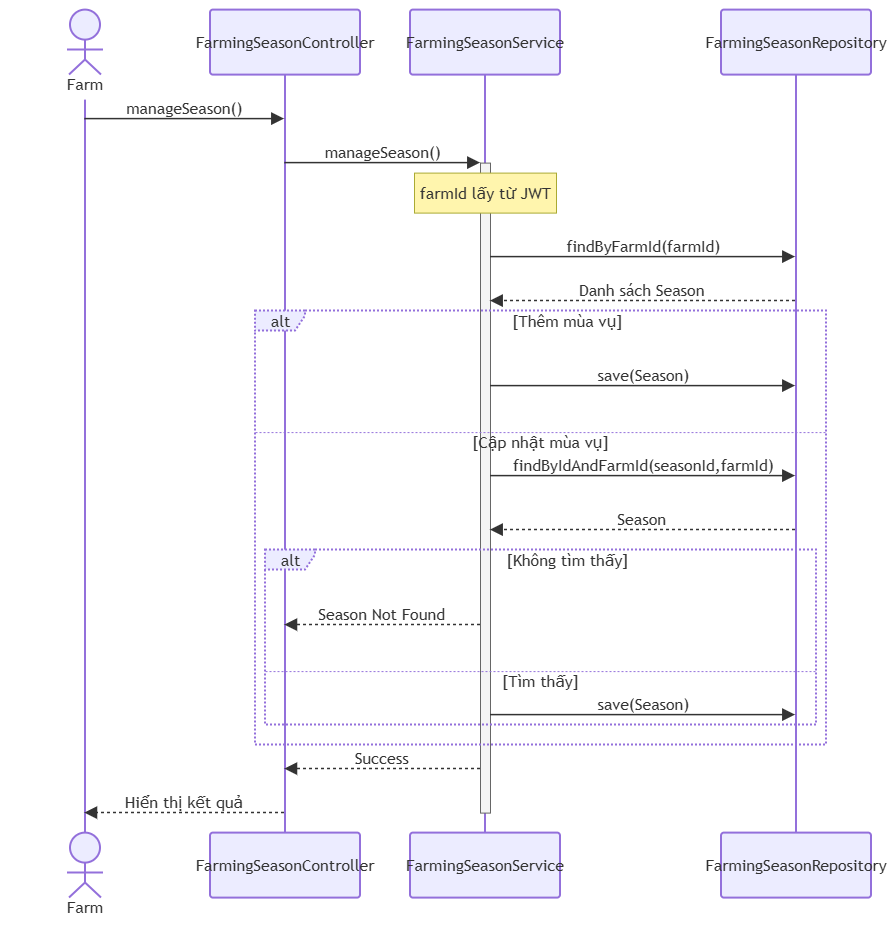 Farm
FarmingSeasonController
FarmingSeasonService
FarmingSeasonRepository
manageSeason()
manageSeason()
farmId lấy từ JWT
findByFarmId(farmId)
Danh sách Season
alt
[Thêm mùa vụ]
save(Season)
[Cập nhật mùa vụ]
findByIdAndFarmId(seasonId,farmId)
Season
alt
[Không tìm thấy]
Season Not Found
[Tìm thấy]
save(Season)
Success
Hiển thị kết quả
Farm
FarmingSeasonController
FarmingSeasonService
FarmingSeasonRepository